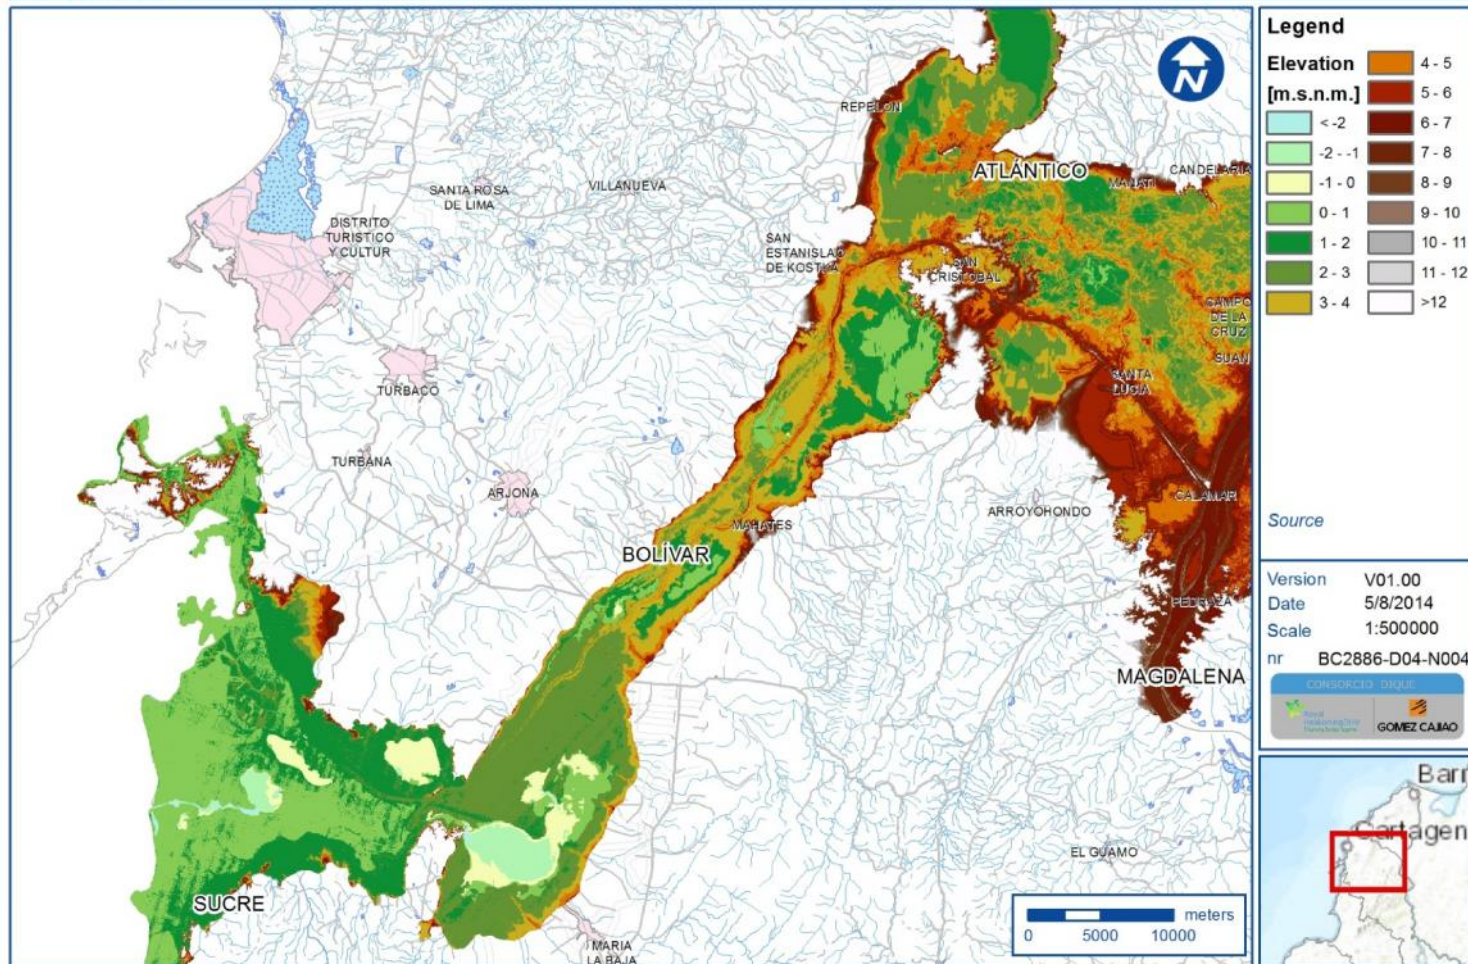 REPELON
ATLÁNTICO
MANATI
CANDELARIA
SANTA ROSA
DE LIMA
VILLANUEVA
DISTRITO
TURISTICO
Y CULTUR
SAN
ESTANISLAO
DE KOSTKA
SAN
CRISTOBAL
CAMPO
DE LA
CRUZ
SUAN
SANTA
LUCIA
TURBACO
TURBANA
ARJONA
CALAMAR
ARROYOHONDO
MAHATES
BOLÍVAR
PEDRAZA
MAGDALENA
EL GUAMO
SUCRE
MARIA
LA BAJA
meters
0 5000 10000
N
Legend
Elevation
[m.s.n.m.]
< -2
-2 - -1
-1 - 0
0 - 1
1 - 2
2 - 3
3 - 4
4 - 5
5 - 6
6 - 7
7 - 8
8 - 9
9 - 10
10 - 11
11 - 12
>12
Source
Version V01.00
Date 5/8/2014
Scale 1:500000
nr BC2886-D04-N004
CONSORCIO DIQUE
GOMEZ CAJIAO
Barr
Cartagen